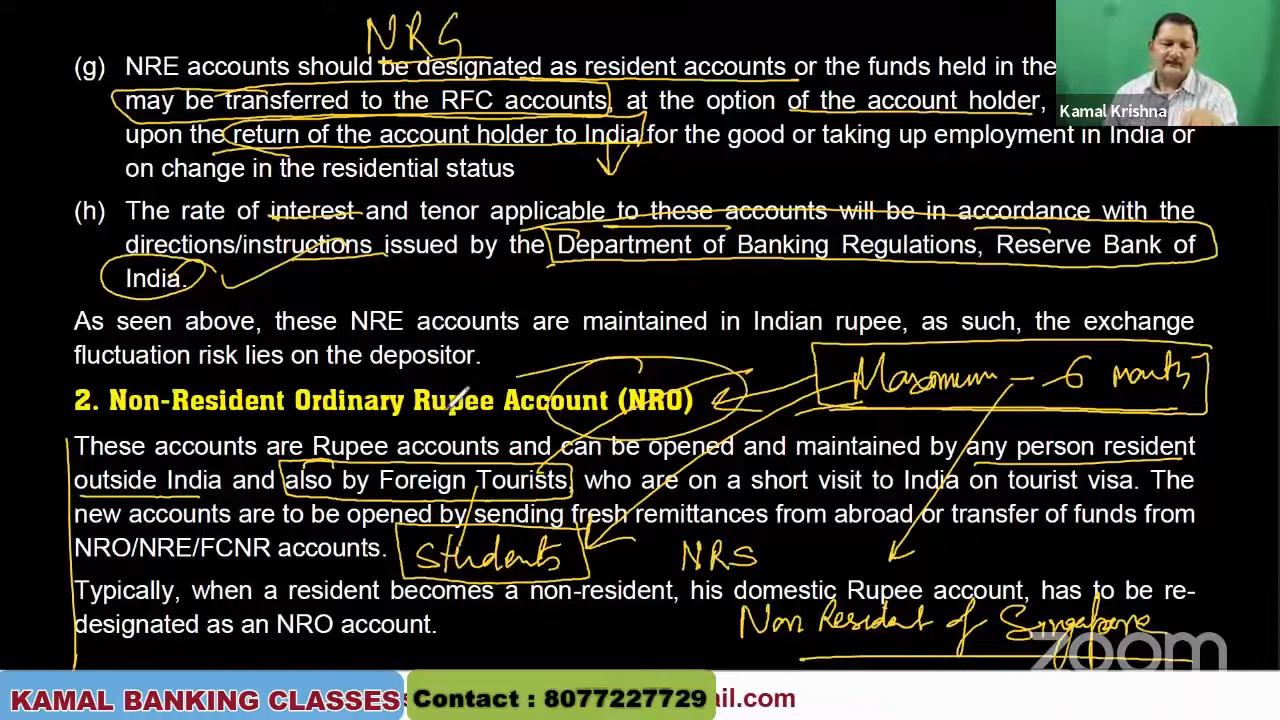 NRS
(g) NRE accounts should be designated as resident accounts or the funds held in the
may be transferred to the RFC accounts, at the option of the account holder,
Kamal Krishna
upon the return of the account holder to India for the good or taking up employment in India or
on change in the residential status
(h) The rate of interest and tenor applicable to these accounts will be in accordance with the
directions/instructions issued by the Department of Banking Regulations, Reserve Bank of
India.
As seen above, these NRE accounts are maintained in Indian rupee, as such, the exchange
fluctuation risk lies on the depositor.
Maximum - 6 month
2. Non-Resident Ordinary Rupee Account (NRO)
These accounts are Rupee accounts and can be opened and maintained by any person resident
outside India and also by Foreign Tourists, who are on a short visit to India on tourist visa. The
new accounts are to be opened by sending fresh remittances from abroad or transfer of funds from
NRO/NRE/FCNR accounts.
Students NRS
Typically, when a resident becomes a non-resident, his domestic Rupee account, has to be re-
designated as an NRO account.
Non Resident of Singapore
zoom
KAMAL BANKING CLASSES Contact : 8077227729 ail.com